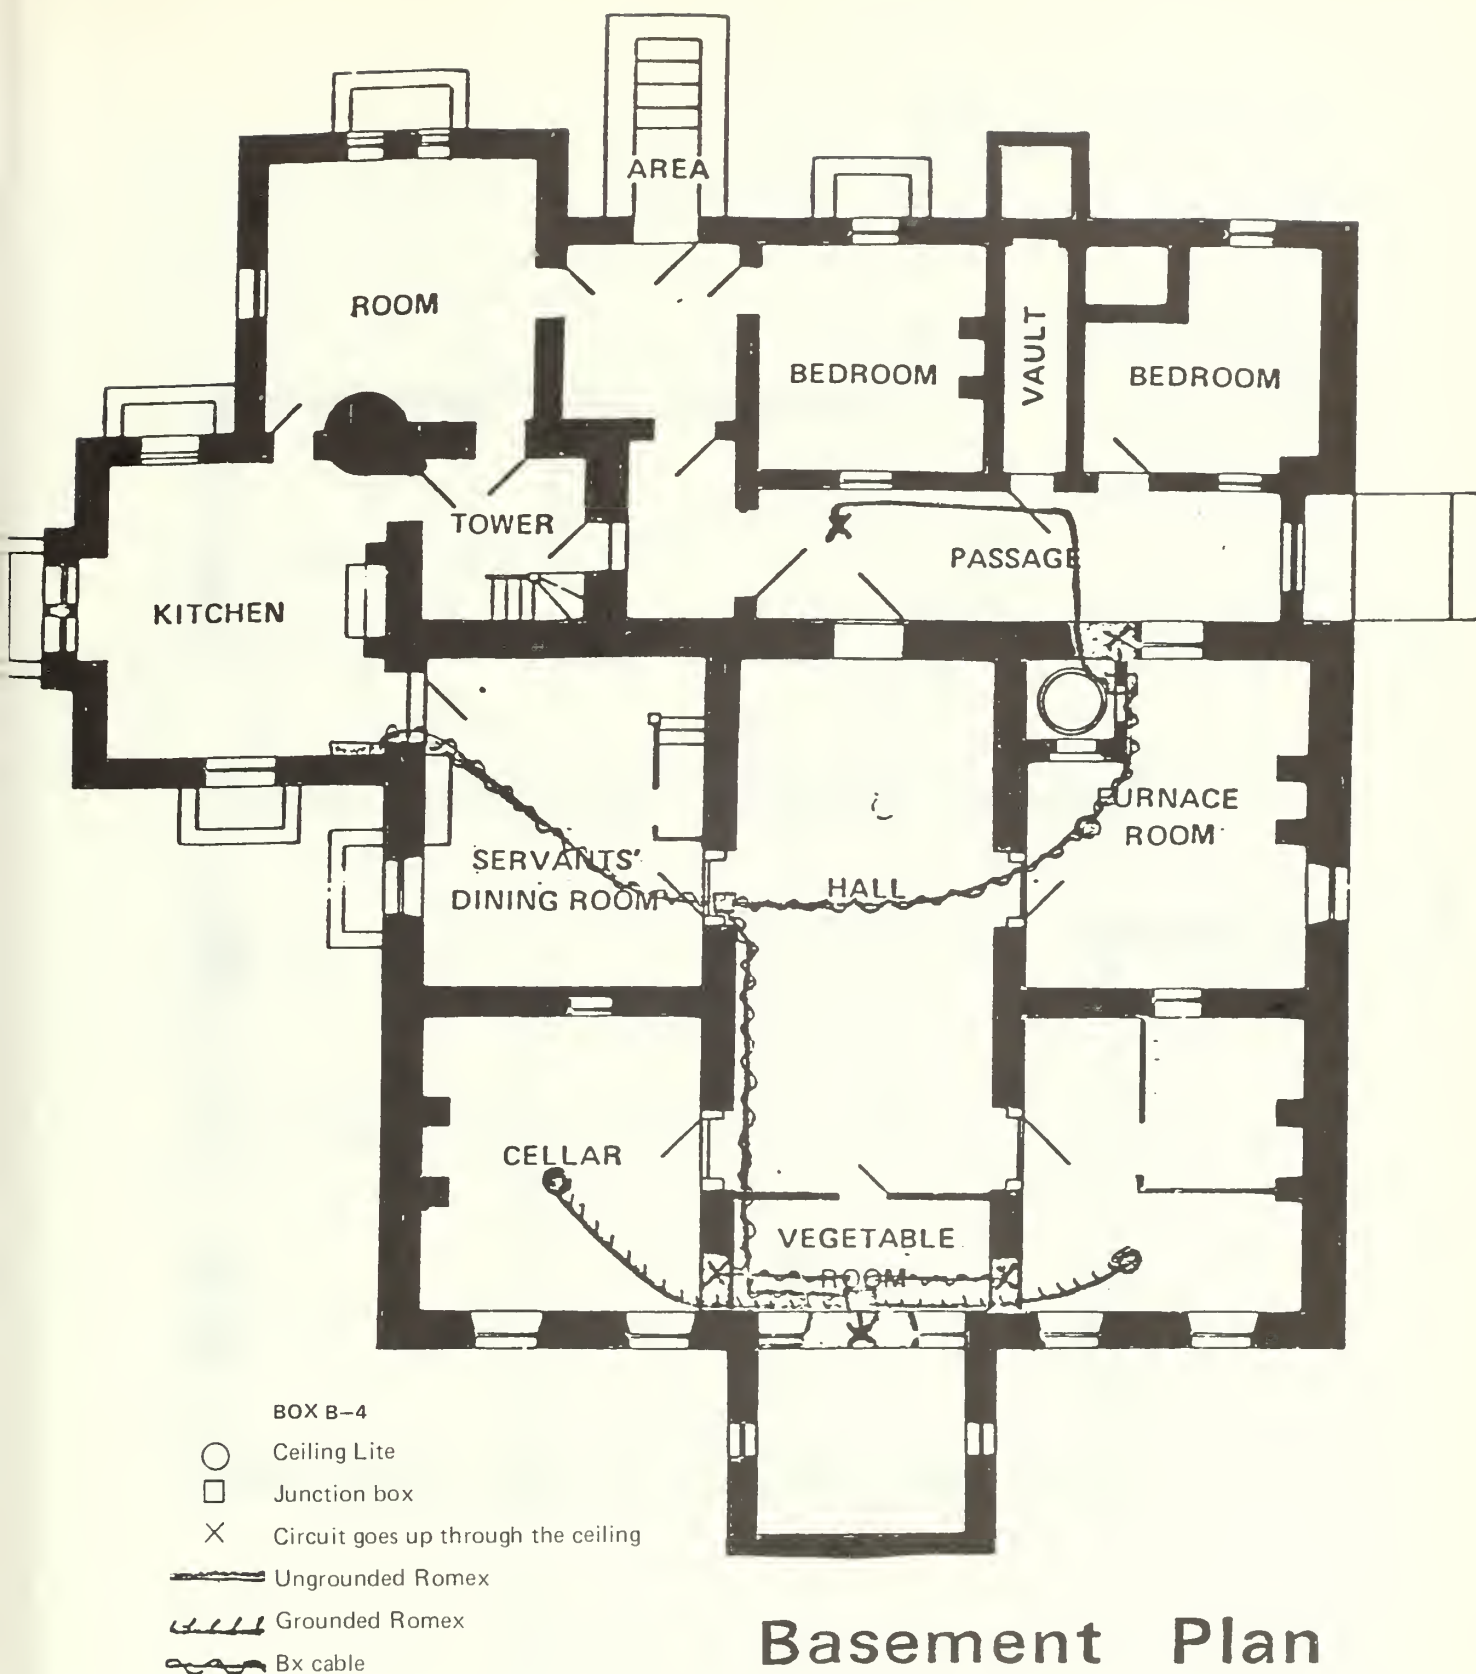 AREA
ROOM
BEDROOM
VAULT
BEDROOM
TOWER
PASSAGE
KITCHEN
FURNACE
ROOM
SERVANTS'
DINING ROOM
HALL
CELLAR
VEGETABLE
ROOM
BOX B-4
Ceiling Lite
Junction box
Circuit goes up through the ceiling
Ungrounded Romex
Grounded Romex
Bx cable
Basement Plan